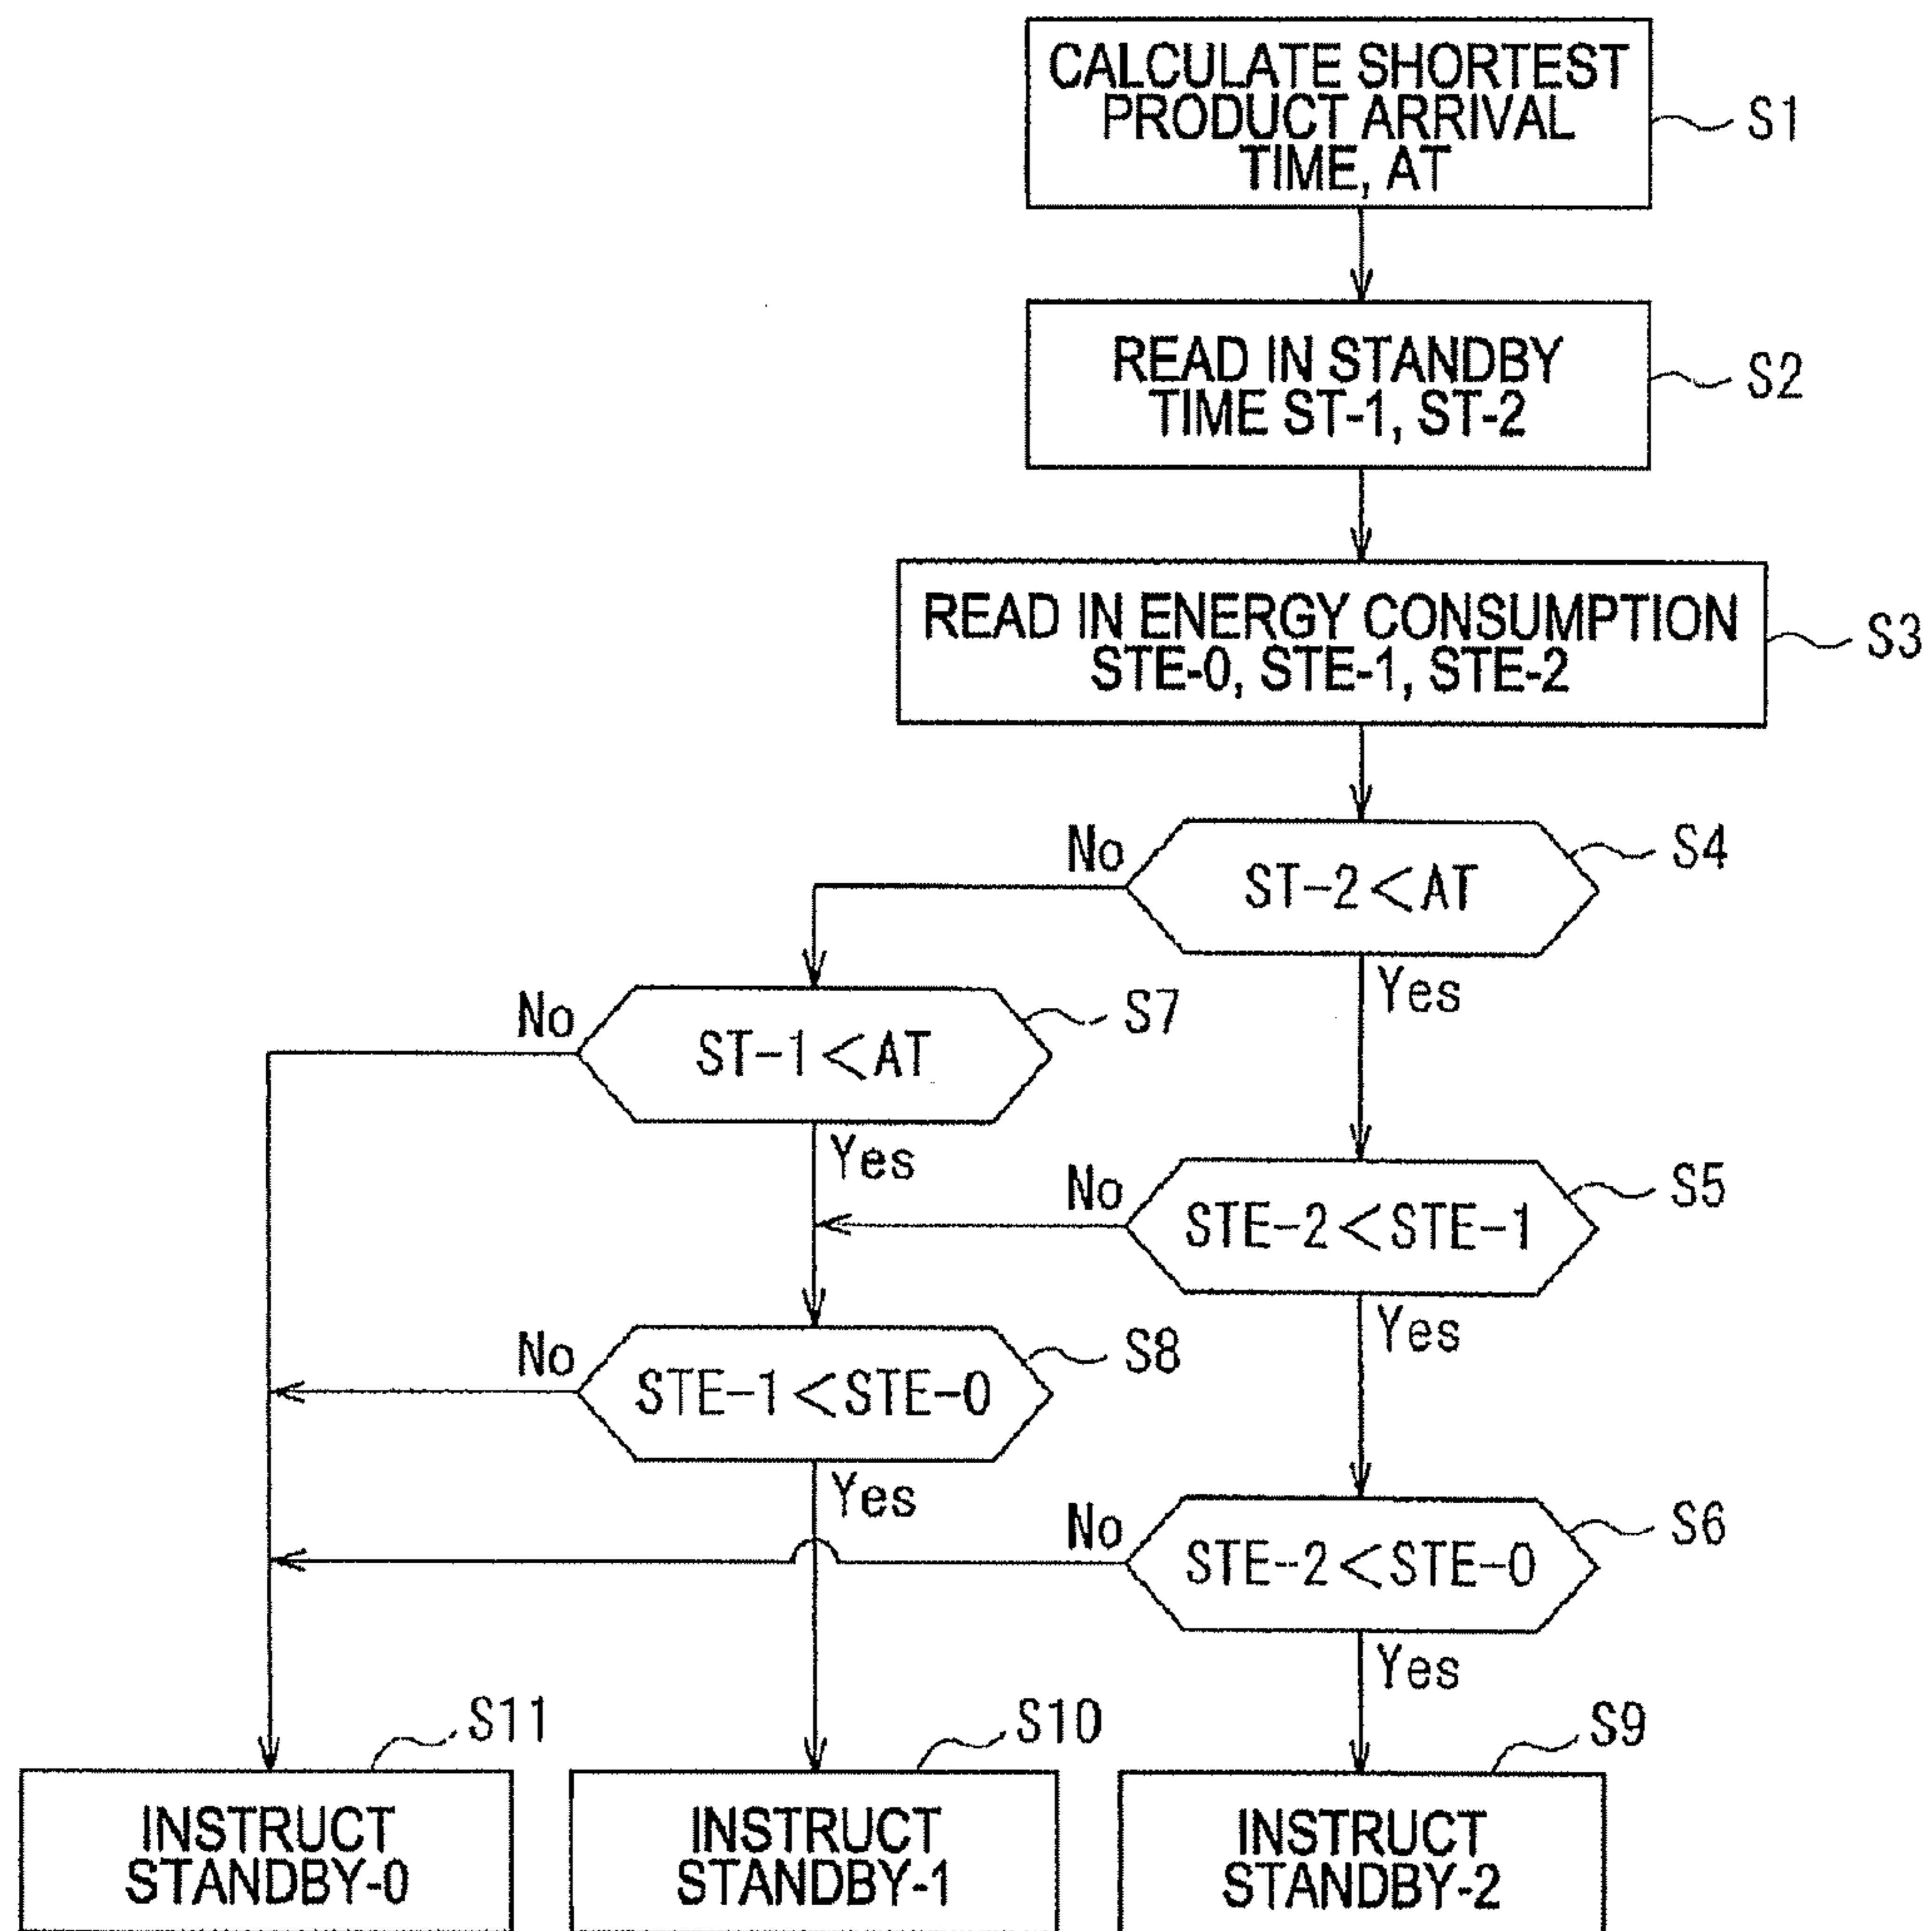 CALCULATE SHORTEST
PRODUCT ARRIVAL
TIME, AT
S1
READ IN STANDBY
TIME ST-1, ST-2
S2
READ IN ENERGY CONSUMPTION
STE-0, STE-1, STE-2
S3
No
ST-2<AT
S4
Yes
No
ST-1<AT
S7
Yes
No
STE-2<STE-1
S5
Yes
No
STE-1<STE-0
S8
Yes
No
STE-2<STE-0
S6
Yes
S11
S10
S9
INSTRUCT
STANDBY-0
INSTRUCT
STANDBY-1
INSTRUCT
STANDBY-2